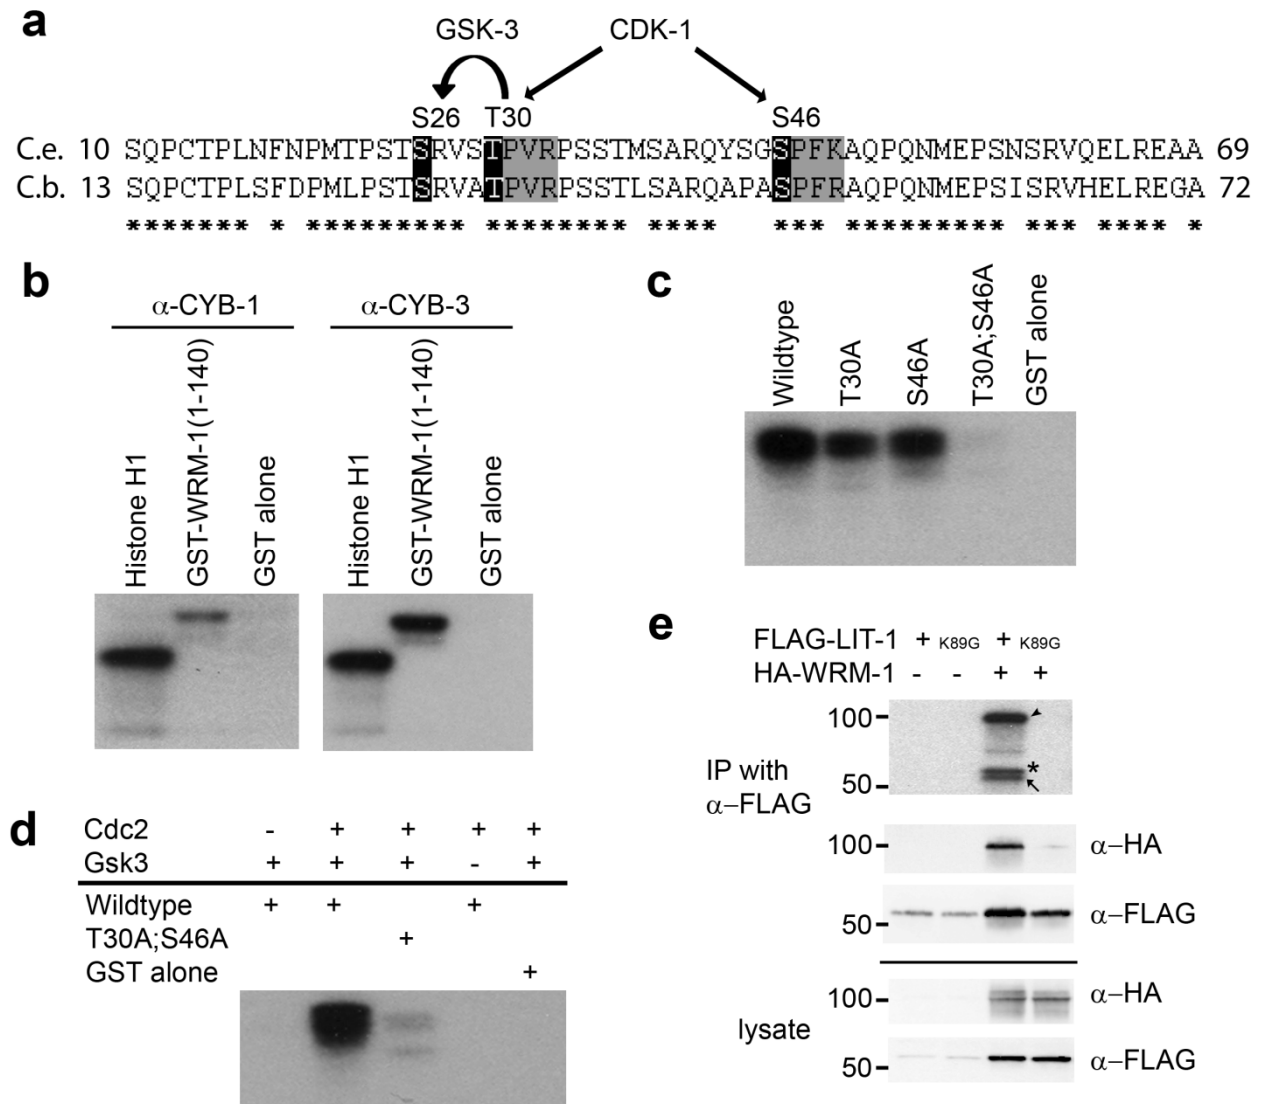 a
GSK-3 CDK-1
S26 T30 S46
C.e. 10 SQPCTPLNFNPMTPSTSRVSTPVRPSSTMSARQYSGSPFKAQPQNMEPSNSRVQELREAA 69
C.b. 13 SQPCTPLSFDPMLPSTSRVATPVRPSSTLSARQAPASPFRAQPQNMEPSISRVHELREGA 72
******* * ********* ******** **** *** ********* *** **** *
b
α-CYB-1 α-CYB-3
Histone H1
GST-WRM-1(1-140)
GST alone
Histone H1
GST-WRM-1(1-140)
GST alone
c
Wildtype
T30A
S46A
T30A;S46A
GST alone
d
Cdc2 - + + + +
Gsk3 + + + - +
Wildtype + + +
T30A;S46A +
GST alone +
e
FLAG-LIT-1 + K89G + K89G
HA-WRM-1 - - + +
IP with
α-FLAG
100
*
50
100 α-HA
50 α-FLAG
lysate
100 α-HA
50 α-FLAG